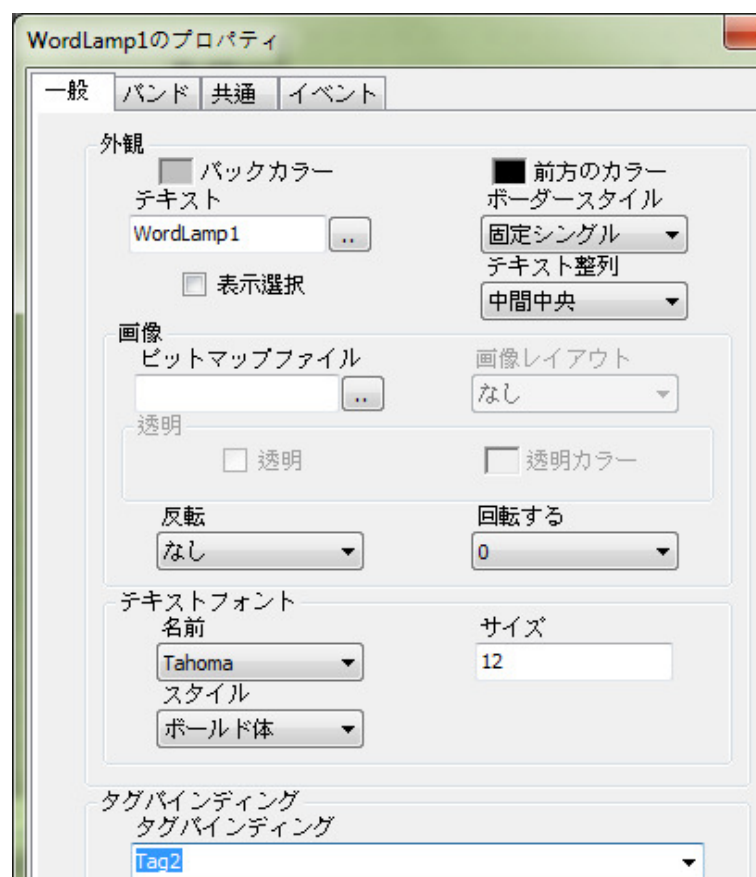 WordLamp1のプロパティ
一般 バンド 共通 イベント
外観
バックカラー 前方のカラー
テキスト ボーダースタイル
WordLamp1 .. 固定シングル
表示選択 テキスト整列
中間中央
画像
ビットマップファイル 画像レイアウト
.. なし
透明
透明 透明カラー
反転 回転する
なし 0
テキストフォント
名前 サイズ
Tahoma 12
スタイル
ボールド体
タグバインディング
タグバインディング
Tag2